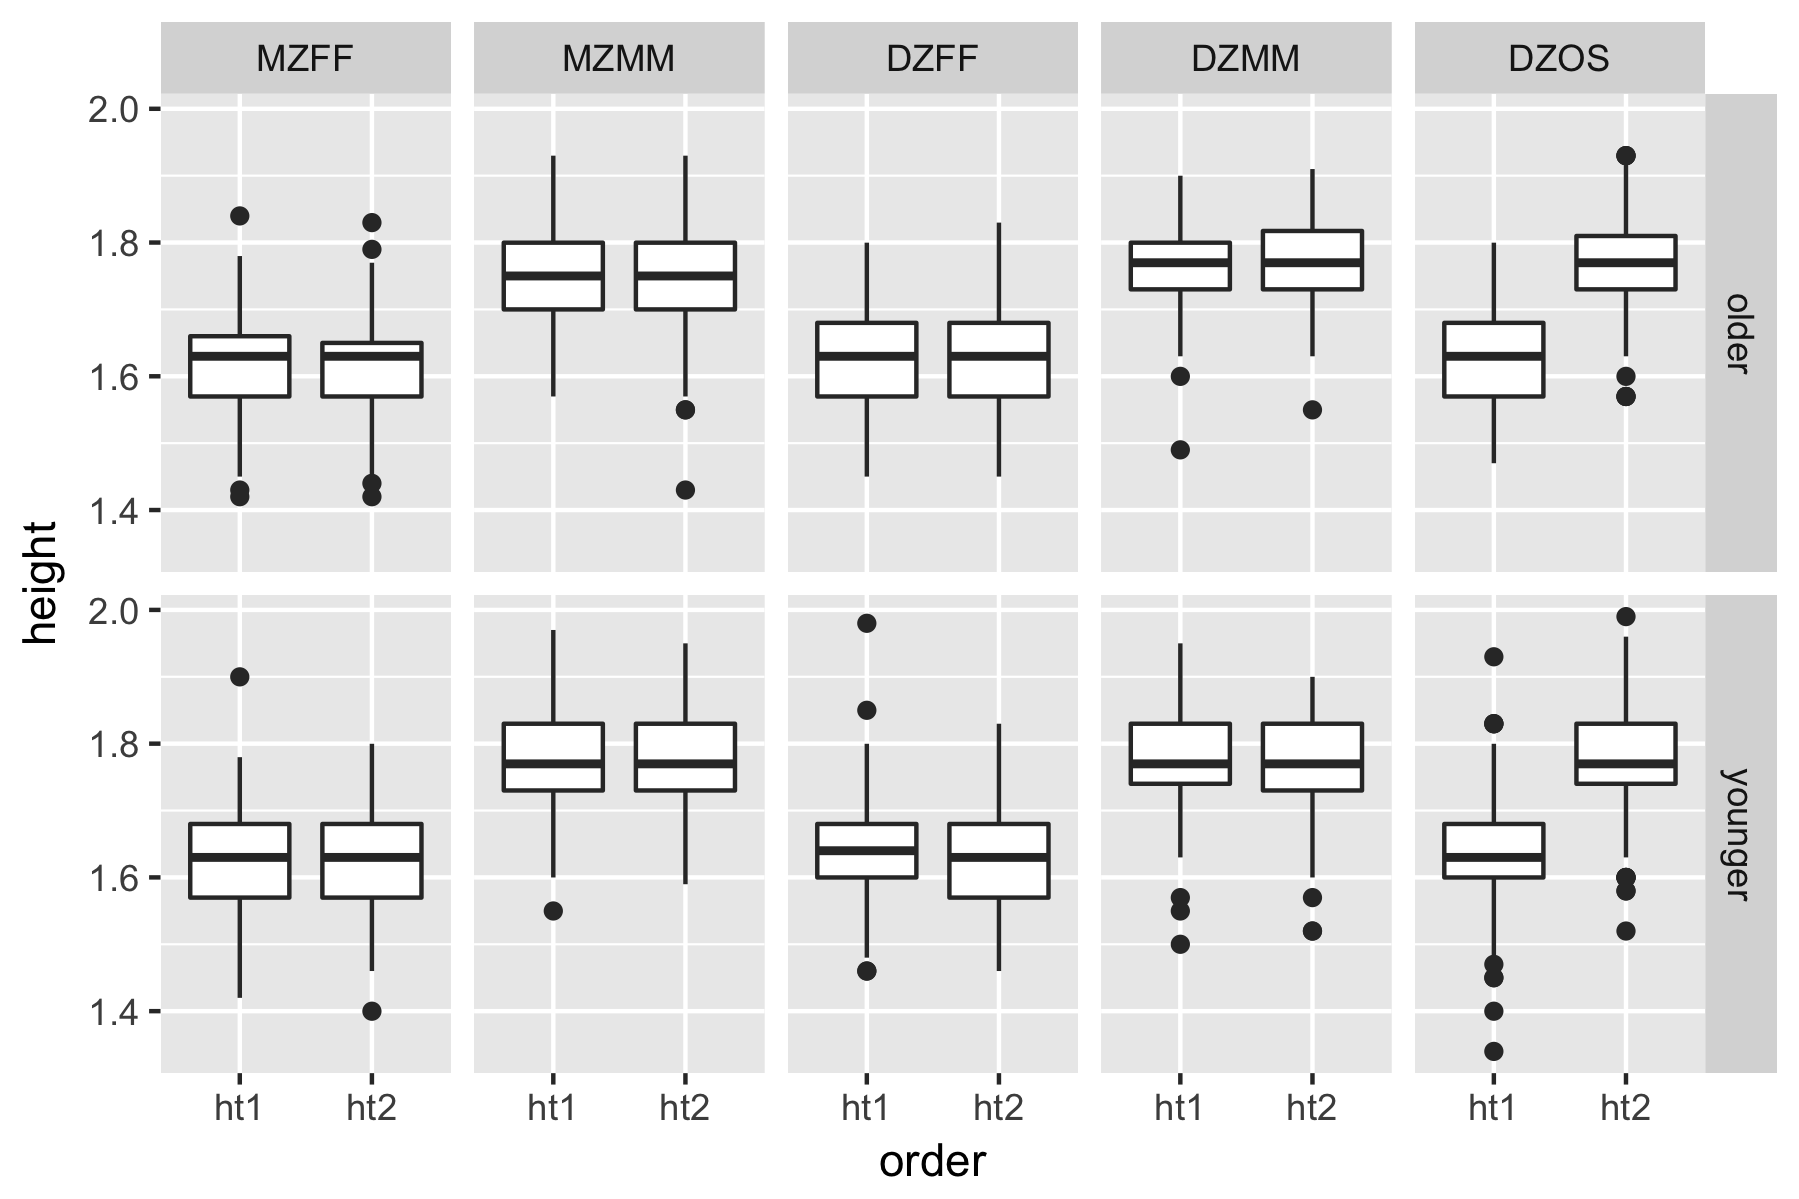 MZFF MZMM DZFF DZMM DZOS
2.0
1.8
1.6
1.4
older
height
2.0
1.8
1.6
1.4
younger
ht1 ht2 ht1 ht2 ht1 ht2 ht1 ht2 ht1 ht2
order